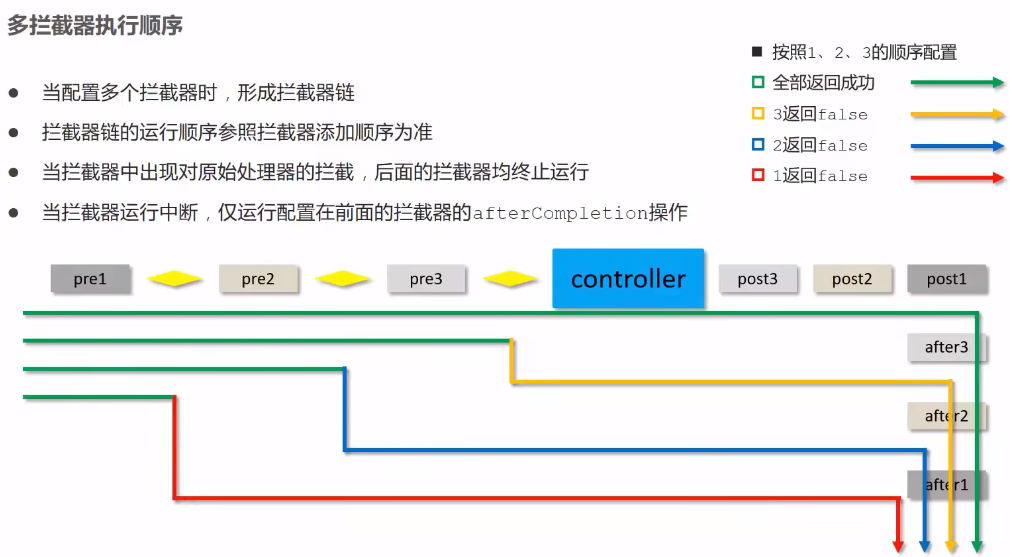 多拦截器执行顺序
按照1、2、3的顺序配置
全部返回成功
3返回false
2返回false
1返回false
当配置多个拦截器时，形成拦截器链
拦截器链的运行顺序参照拦截器添加顺序为准
当拦截器中出现对原始处理器的拦截，后面的拦截器均终止运行
当拦截器运行中断，仅运行配置在前面的拦截器的afterCompletion操作
pre1 pre2 pre3 controller post3 post2 post1
after3
after2
after1